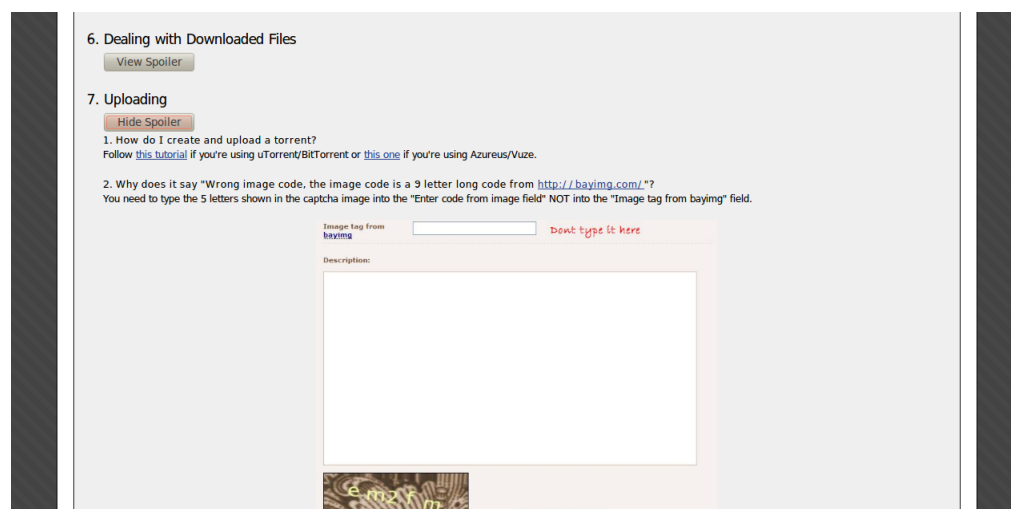 6. Dealing with Downloaded Files
View Spoiler
7. Uploading
Hide Spoiler
1. How do I create and upload a torrent?
Follow this tutorial if you're using uTorrent/BitTorrent or this one if you're using Azureus/Vuze.
2. Why does it say "Wrong image code, the image code is a 9 letter long code from http://bayimg.com/"?
You need to type the 5 letters shown in the captcha image into the "Enter code from image field" NOT into the "Image tag from bayimg" field.
Image tag from
bayimg
Dont type it here
Description:
em2fm